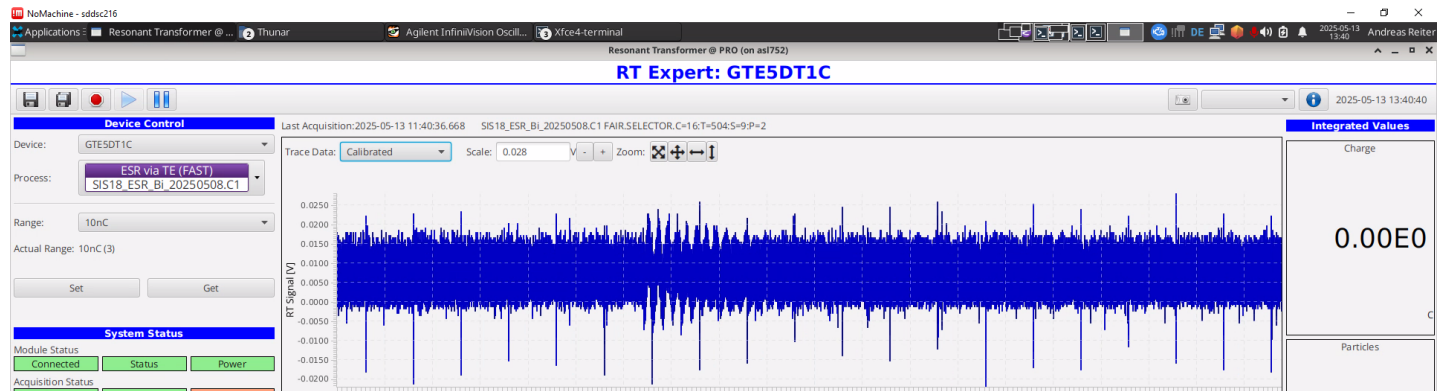 NoMachine - sddsc216
Applications Resonant Transformer @ ... 2 Thunar Agilent InfiniiVision Oscill... 3 Xfce4-terminal DE 2025-05-13 13:40 Andreas Reiter
Resonant Transformer @ PRO (on asl752)
RT Expert: GTE5DT1C
2025-05-13 13:40:40
Device Control
Device: GTE5DT1C
Process: ESR via TE (FAST)
SIS18_ESR_Bi_20250508.C1
Range: 10nC
Actual Range: 10nC (3)
Set Get
System Status
Module Status
Connected Status Power
Acquisition Status
Last Acquisition:2025-05-13 11:40:36.668 SIS18_ESR_Bi_20250508.C1 FAIR.SELECTOR.C=16:T=504:S=9:P=2
Trace Data: Calibrated Scale: 0.028 V - + Zoom:
RT Signal [V]
0.0250
0.0200
0.0150
0.0100
0.0050
0.0000
-0.0050
-0.0100
-0.0150
-0.0200
Integrated Values
Charge
0.00E0
C
Particles